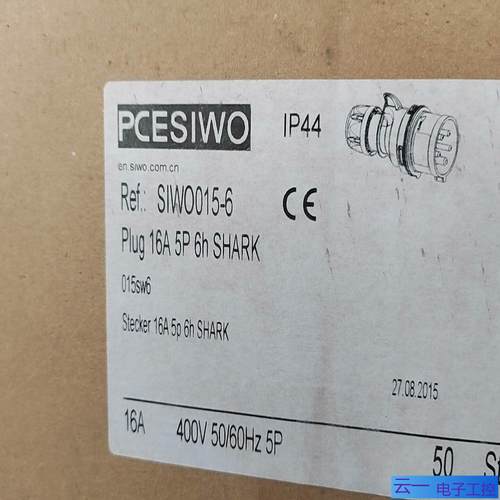 PCESIWO
IP44
en.siwo.com.cn
Ref.: SIWO015-6
CE
Plug 16A 5P 6h SHARK
015sw6
Stecker 16A 5p 6h SHARK
27.08.2015
16A 400V 50/60Hz 5P
50
云一 电子工控